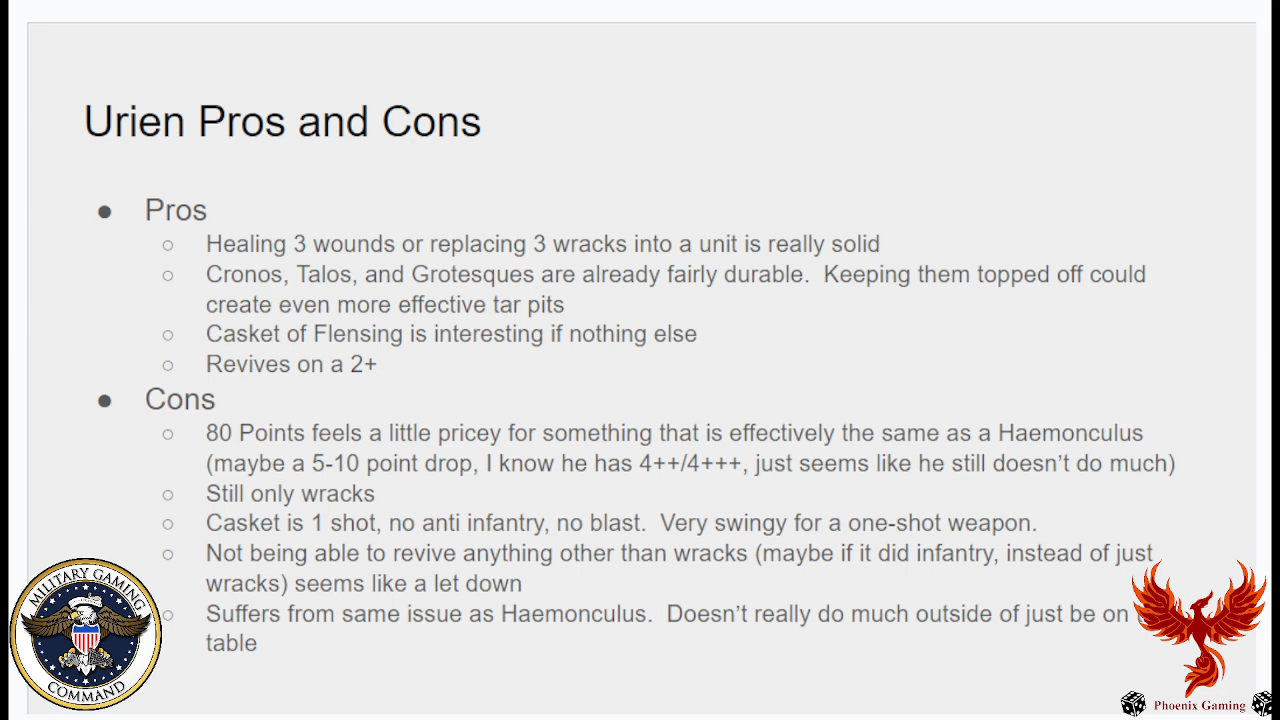 Urien Pros and Cons
● Pros
○ Healing 3 wounds or replacing 3 wracks into a unit is really solid
○ Cronos, Talos, and Grotesques are already fairly durable.  Keeping them topped off could
create even more effective tar pits
○ Casket of Flensing is interesting if nothing else
○ Revives on a 2+
● Cons
○ 80 Points feels a little pricey for something that is effectively the same as a Haemonculus
(maybe a 5-10 point drop, I know he has 4++/4+++, just seems like he still doesn’t do much)
○ Still only wracks
○ Casket is 1 shot, no anti infantry, no blast.  Very swingy for a one-shot weapon.
○ Not being able to revive anything other than wracks (maybe if it did infantry, instead of just
wracks) seems like a let down
○ Suffers from same issue as Haemonculus.  Doesn’t really do much outside of just be on
table
MILITARY GAMING
COMMAND
Phoenix Gaming